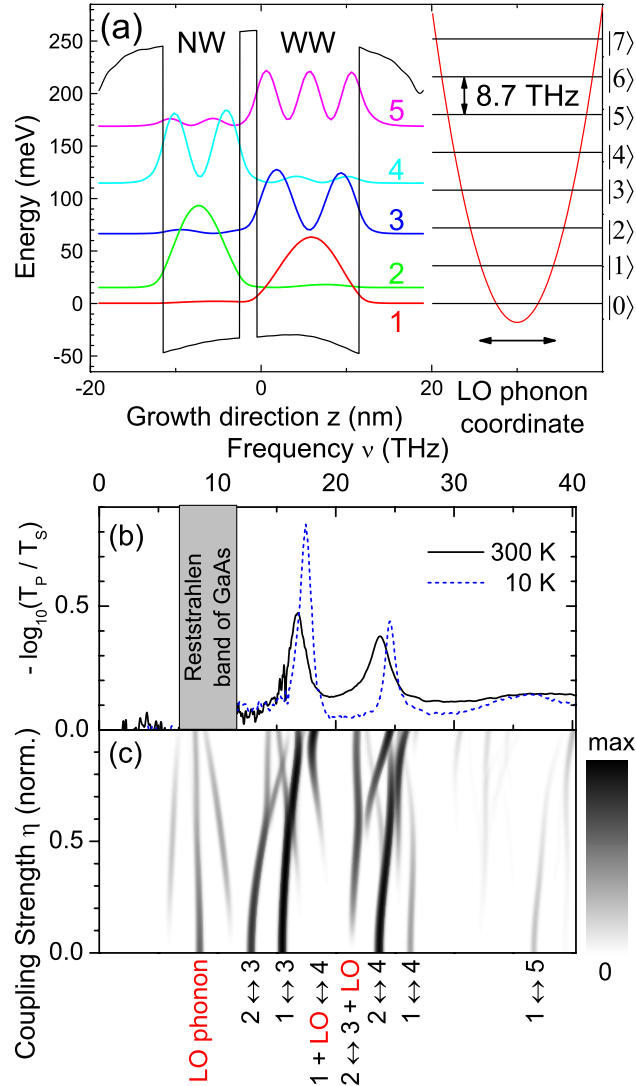 (a) NW WW
250
200
150
100
50
0
-50
Energy (meV)
5
4
3
2
1
|7⟩
|6⟩
8.7 THz
|5⟩
|4⟩
|3⟩
|2⟩
|1⟩
|0⟩
-20 0 20
Growth direction z (nm)
LO phonon
coordinate
Frequency ν (THz)
0 10 20 30 40
(b)
- log10(TP / TS)
0.5
0.0
Reststrahlen
band of GaAs
300 K
10 K
(c)
Coupling Strength η (norm.)
0.5
0.0
max
0
LO phonon
2 ↔ 3
1 ↔ 3
1 + LO ↔ 4
2 ↔ 3 + LO
2 ↔ 4
1 ↔ 4
1 ↔ 5